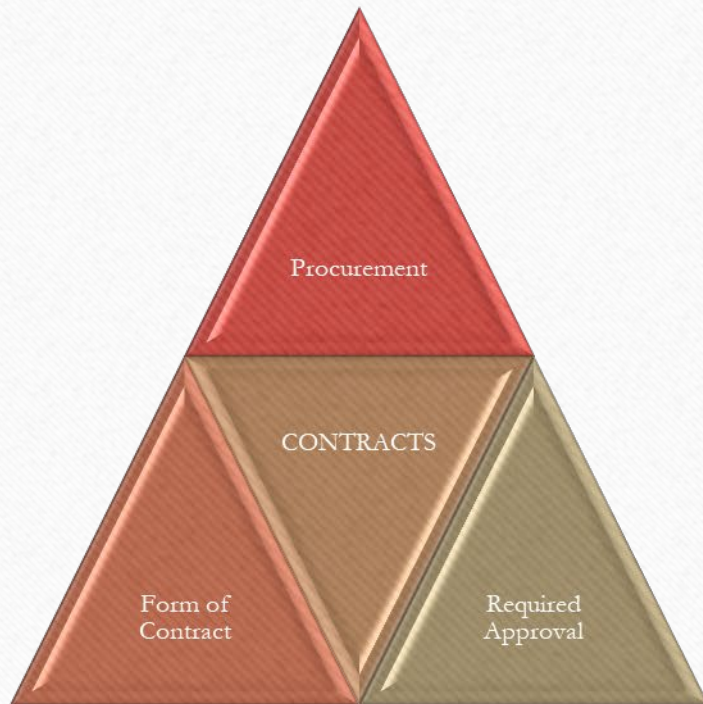 Procurement
CONTRACTS
Form of
Contract
Required
Approval